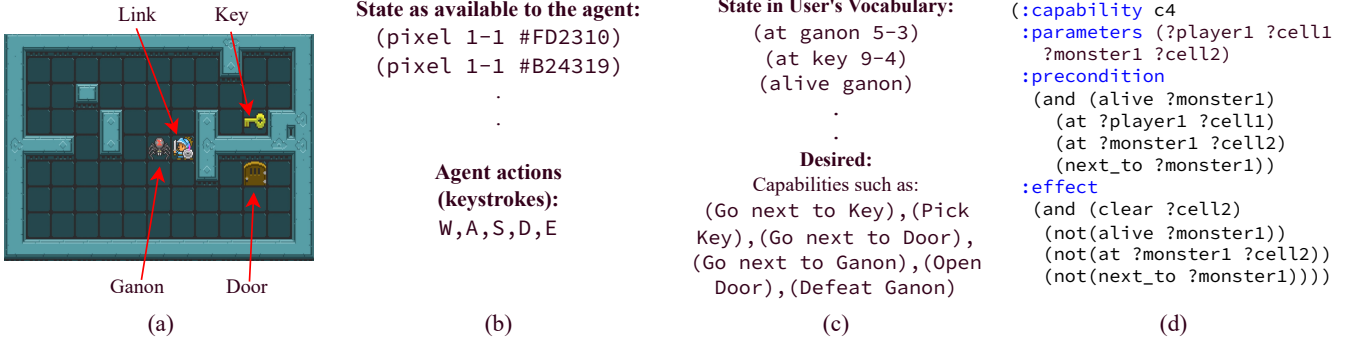 Link Key
Ganon Door
(a)
State as available to the agent:
(pixel 1-1 #FD2310)
(pixel 1-1 #B24319)
.
.
Agent actions
(keystrokes):
W,A,S,D,E
(b)
State in User's Vocabulary:
(at ganon 5-3)
(at key 9-4)
(alive ganon)
.
.
Desired:
Capabilities such as:
(Go next to Key),(Pick
Key),(Go next to Door),
(Go next to Ganon),(Open
Door),(Defeat Ganon)
(c)
(:capability c4
:parameters (?player1 ?cell1
?monster1 ?cell2)
:precondition
(and (alive ?monster1)
(at ?player1 ?cell1)
(at ?monster1 ?cell2)
(next_to ?monster1))
:effect
(and (clear ?cell2)
(not(alive ?monster1))
(not(at ?monster1 ?cell2))
(not(next_to ?monster1))))
(d)